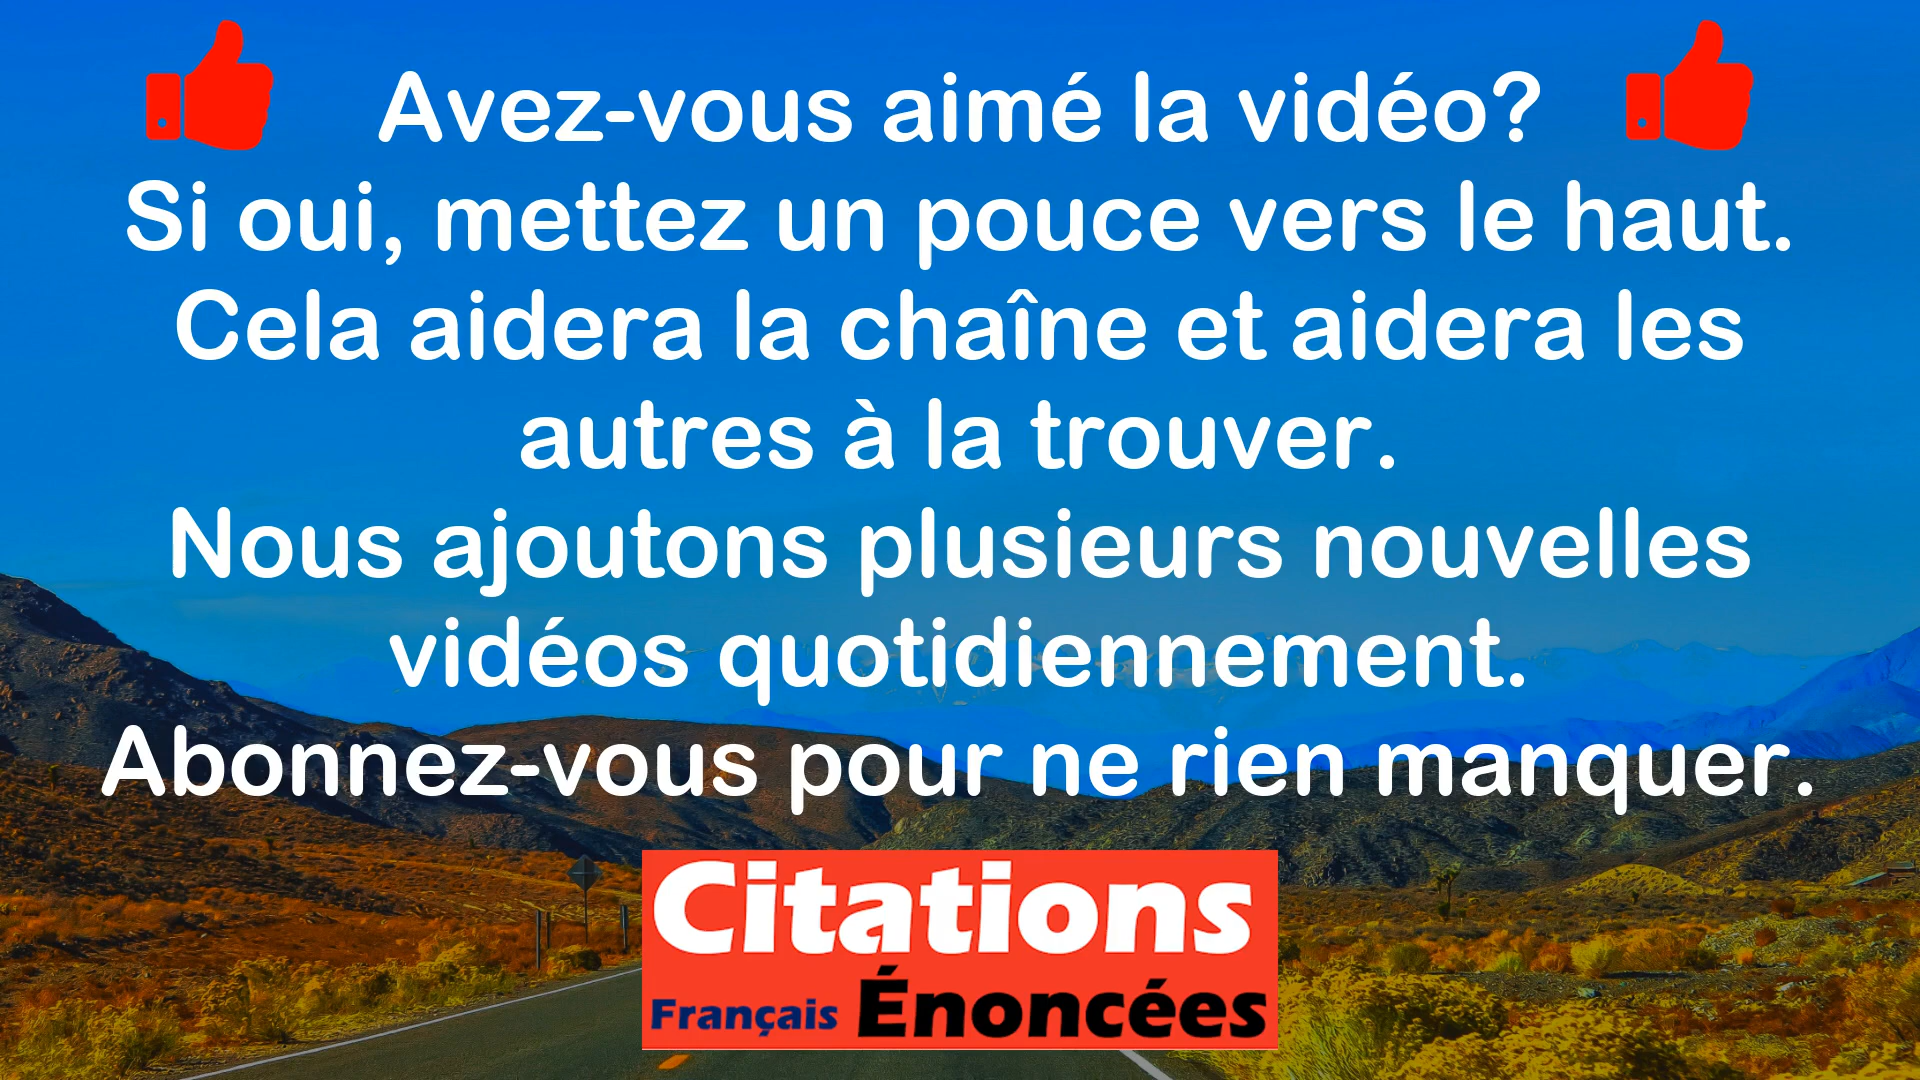 Avez-vous aimé la vidéo?
Si oui, mettez un pouce vers le haut.
Cela aidera la chaîne et aidera les
autres à la trouver.
Nous ajoutons plusieurs nouvelles
vidéos quotidiennement.
Abonnez-vous pour ne rien manquer.
Citations
Français Énoncées